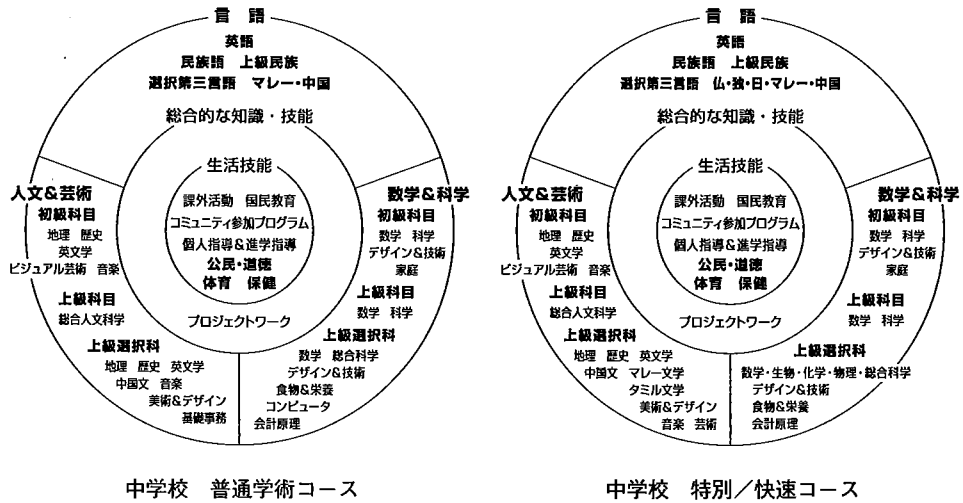 言　語
英語
民族語　上級民族
選択第三言語　マレー・中国
総合的な知識・技能
生活技能
課外活動　国民教育
コミュニティ参加プログラム
個人指導&進学指導
公民・道徳
体育　保健
プロジェクトワーク
人文&芸術
初級科目
地理　歴史
英文学
ビジュアル芸術　音楽
上級科目
総合人文科学
上級選択科
地理　歴史　英文学
中国文　音楽
美術&デザイン
基礎事務
数学&科学
初級科目
数学　科学
デザイン&技術
家庭
上級科目
数学　科学
上級選択科
数学　総合科学
デザイン&技術
食物&栄養
コンピュータ
会計原理
中学校　普通学術コース
言　語
英語
民族語　上級民族
選択第三言語　仏・独・日・マレー・中国
総合的な知識・技能
生活技能
課外活動　国民教育
コミュニティ参加プログラム
個人指導&進学指導
公民・道徳
体育　保健
プロジェクトワーク
人文&芸術
初級科目
地理　歴史
英文学
ビジュアル芸術　音楽
上級科目
総合人文科学
上級選択科
地理　歴史　英文学
中国文　マレー文学
タミル文学
美術&デザイン
音楽　芸術
数学&科学
初級科目
数学　科学
デザイン&技術
家庭
上級科目
数学　科学
上級選択科
数学・生物・化学・物理・総合科学
デザイン&技術
食物&栄養
会計原理
中学校　特別／快速コース